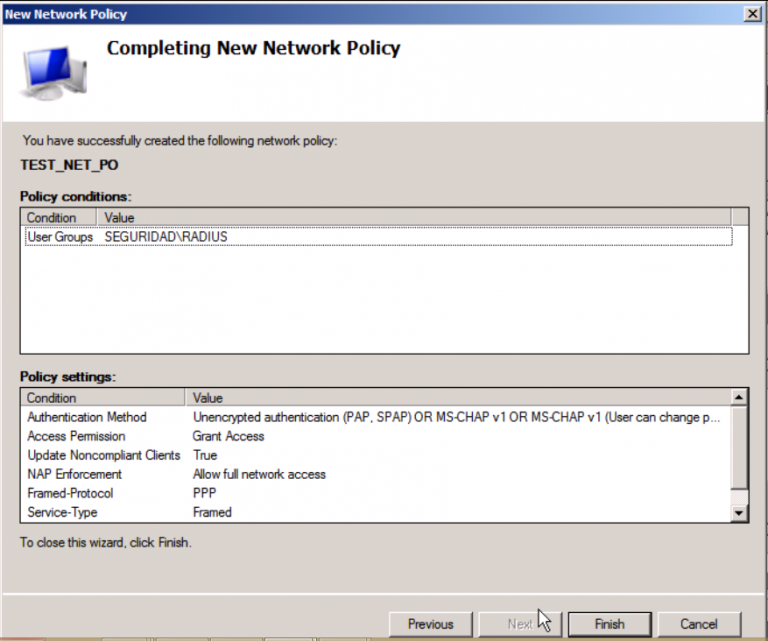 New Network Policy
Completing New Network Policy
You have successfully created the following network policy:
TEST_NET_PO
Policy conditions:
Condition Value
User Groups SEGURIDAD\RADIUS
Policy settings:
Condition Value
Authentication Method Unencrypted authentication (PAP, SPAP) OR MS-CHAP v1 OR MS-CHAP v1 (User can change p...
Access Permission Grant Access
Update Noncompliant Clients True
NAP Enforcement Allow full network access
Framed-Protocol PPP
Service-Type Framed
To close this wizard, click Finish.
Previous Next Finish Cancel